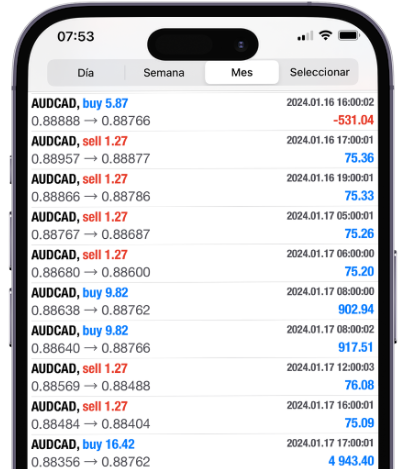 07:53
Día Semana Mes Seleccionar
AUDCAD, buy 5.87 2024.01.16 16:00:02
0.88888 → 0.88766 -531.04
AUDCAD, sell 1.27 2024.01.16 17:00:01
0.88957 → 0.88877 75.36
AUDCAD, sell 1.27 2024.01.16 19:00:01
0.88866 → 0.88786 75.33
AUDCAD, sell 1.27 2024.01.17 05:00:01
0.88767 → 0.88687 75.26
AUDCAD, sell 1.27 2024.01.17 06:00:00
0.88680 → 0.88600 75.20
AUDCAD, buy 9.82 2024.01.17 08:00:00
0.88638 → 0.88762 902.94
AUDCAD, buy 9.82 2024.01.17 08:00:02
0.88640 → 0.88766 917.51
AUDCAD, sell 1.27 2024.01.17 12:00:03
0.88569 → 0.88488 76.08
AUDCAD, sell 1.27 2024.01.17 16:00:01
0.88484 → 0.88404 75.09
AUDCAD, buy 16.42 2024.01.17 17:00:01
0.88356 → 0.88762 4 943.40